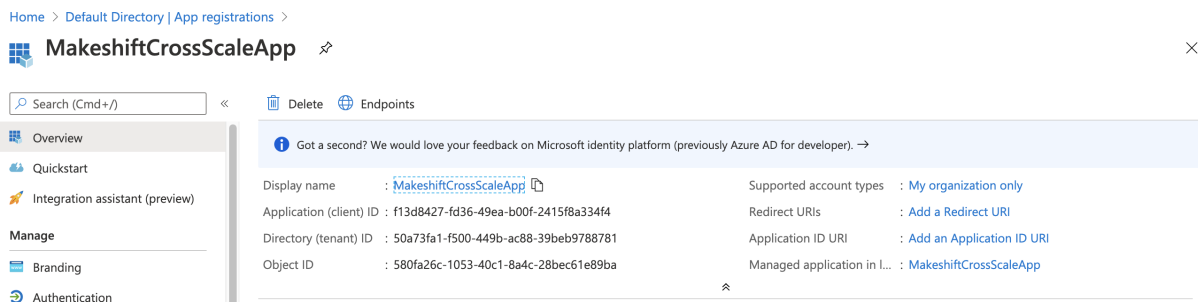 Home > Default Directory | App registrations >
MakeshiftCrossScaleApp
Search (Cmd+/)
«
Delete
Endpoints
Overview
Quickstart
Integration assistant (preview)
Manage
Branding
Authentication
Got a second? We would love your feedback on Microsoft identity platform (previously Azure AD for developer). →
Display name : MakeshiftCrossScaleApp
Application (client) ID : f13d8427-fd36-49ea-b00f-2415f8a334f4
Directory (tenant) ID : 50a73fa1-f500-449b-ac88-39beb9788781
Object ID : 580fa26c-1053-40c1-8a4c-28bec61e89ba
Supported account types : My organization only
Redirect URIs : Add a Redirect URI
Application ID URI : Add an Application ID URI
Managed application in l... : MakeshiftCrossScaleApp